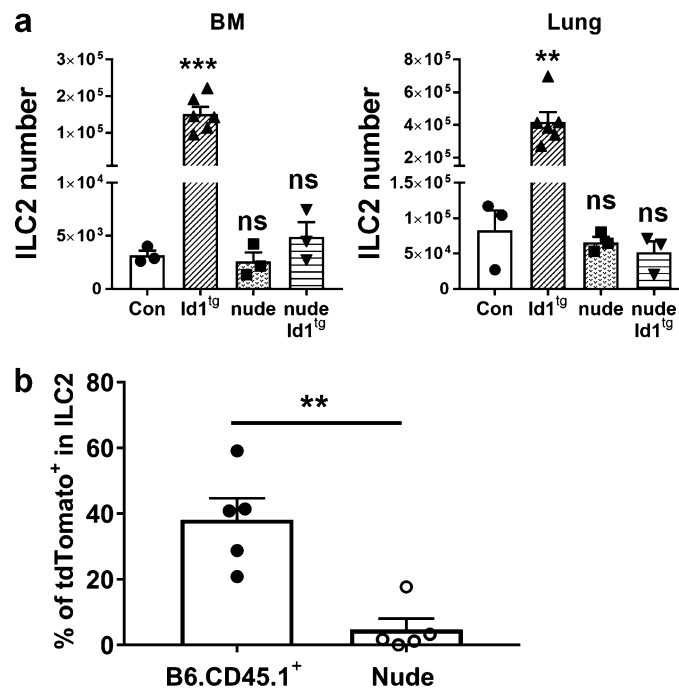 a
BM
ILC2 number
3×10⁵
2×10⁵
1×10⁵
1×10⁴
5×10³
0
***
ns
ns
Con
Id1ᵗᵍ
nude
nude
Id1ᵗᵍ
Lung
ILC2 number
8×10⁵
6×10⁵
4×10⁵
2×10⁵
1.5×10⁵
1×10⁵
5×10⁴
0
**
ns
ns
Con
Id1ᵗᵍ
nude
nude
Id1ᵗᵍ
b
% of tdTomato⁺ in ILC2
80
60
40
20
0
**
B6.CD45.1⁺
Nude